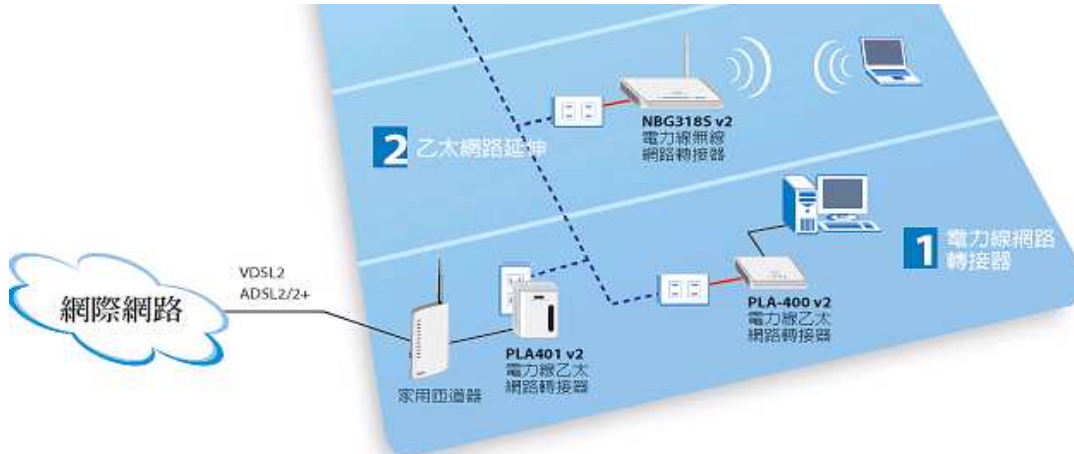 NBG318S v2
電力線無線
網路轉接器
2 乙太網路延伸
1 電力線網路
轉接器
VDSL2
ADSL2/2+
網際網路
PLA-400 v2
電力線乙太
網路轉接器
PLA401 v2
電力線乙太
網路轉接器
家用匝道器